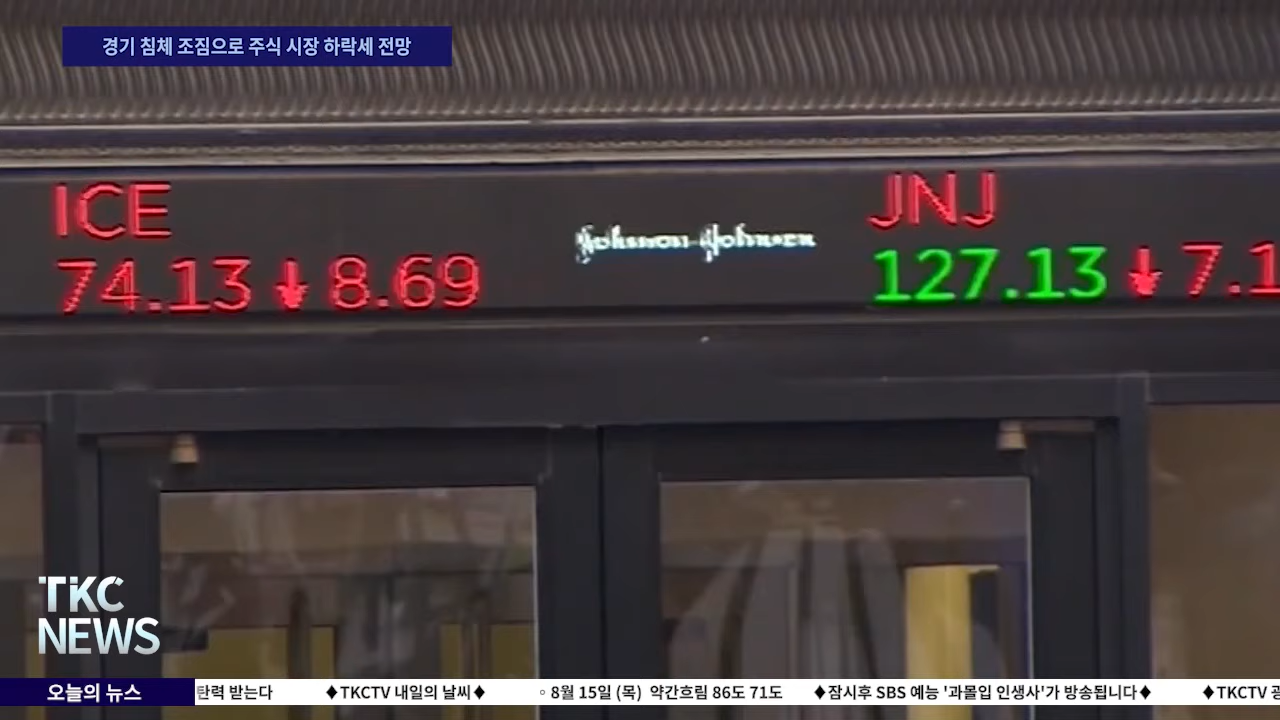 경기 침체 조짐으로 주식 시장 하락세 전망
ICE
74.13 ↓ 8.69
Johnson & Johnson
JNJ
127.13 ↓ 7.1
TKC
NEWS
오늘의 뉴스
탄력 받는다 ♦TKCTV 내일의 날씨♦ ◦ 8월 15일 (목) 약간흐림 86도 71도 ♦잠시후 SBS 예능 '과몰입 인생사'가 방송됩니다♦ ♦TKCTV